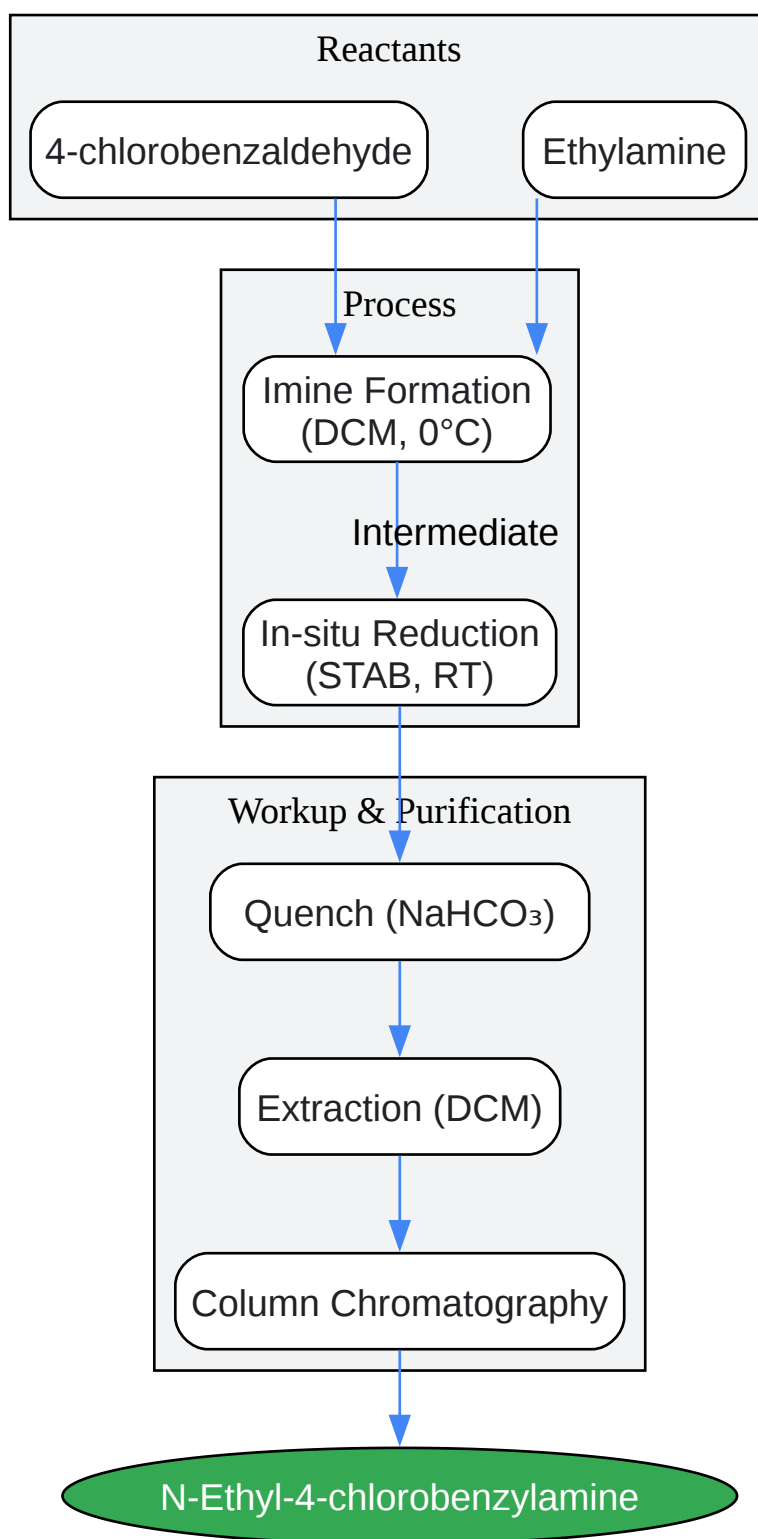 Reactants
4-chlorobenzaldehyde
Ethylamine
Process
Imine Formation
(DCM, 0°C)
Intermediate
In-situ Reduction
(STAB, RT)
Workup & Purification
Quench (NaHCO₃)
Extraction (DCM)
Column Chromatography
N-Ethyl-4-chlorobenzylamine